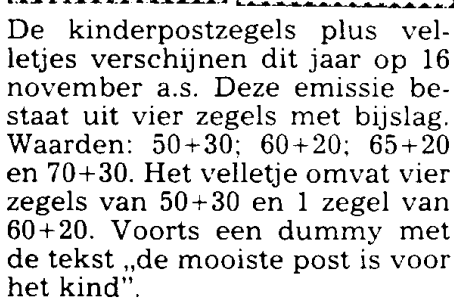 De kinderpostzegels plus vel-
letjes verschijnen dit jaar op 16
november a.s. Deze emissie be-
staat uit vier zegels met bijslag.
Waarden: 50+30; 60+20; 65+20
en 70+30. Het velletje omvat vier
zegels van 50+30 en 1 zegel van
60+20. Voorts een dummy met
de tekst „de mooiste post is voor
het kind”.